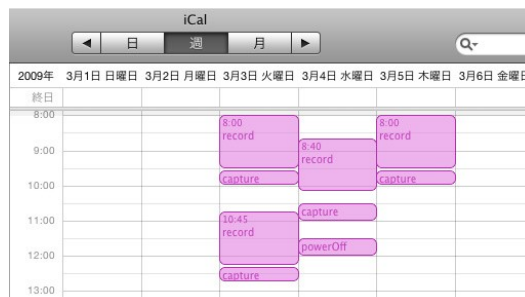 iCal
日 週 月
2009年 3月1日 日曜日 3月2日 月曜日 3月3日 火曜日 3月4日 水曜日 3月5日 木曜日 3月6日 金曜日
終日
8:00 8:00 8:00
record record
8:40
9:00 record
10:00 capture capture
capture
10:45
11:00 record
powerOff
12:00
capture
13:00